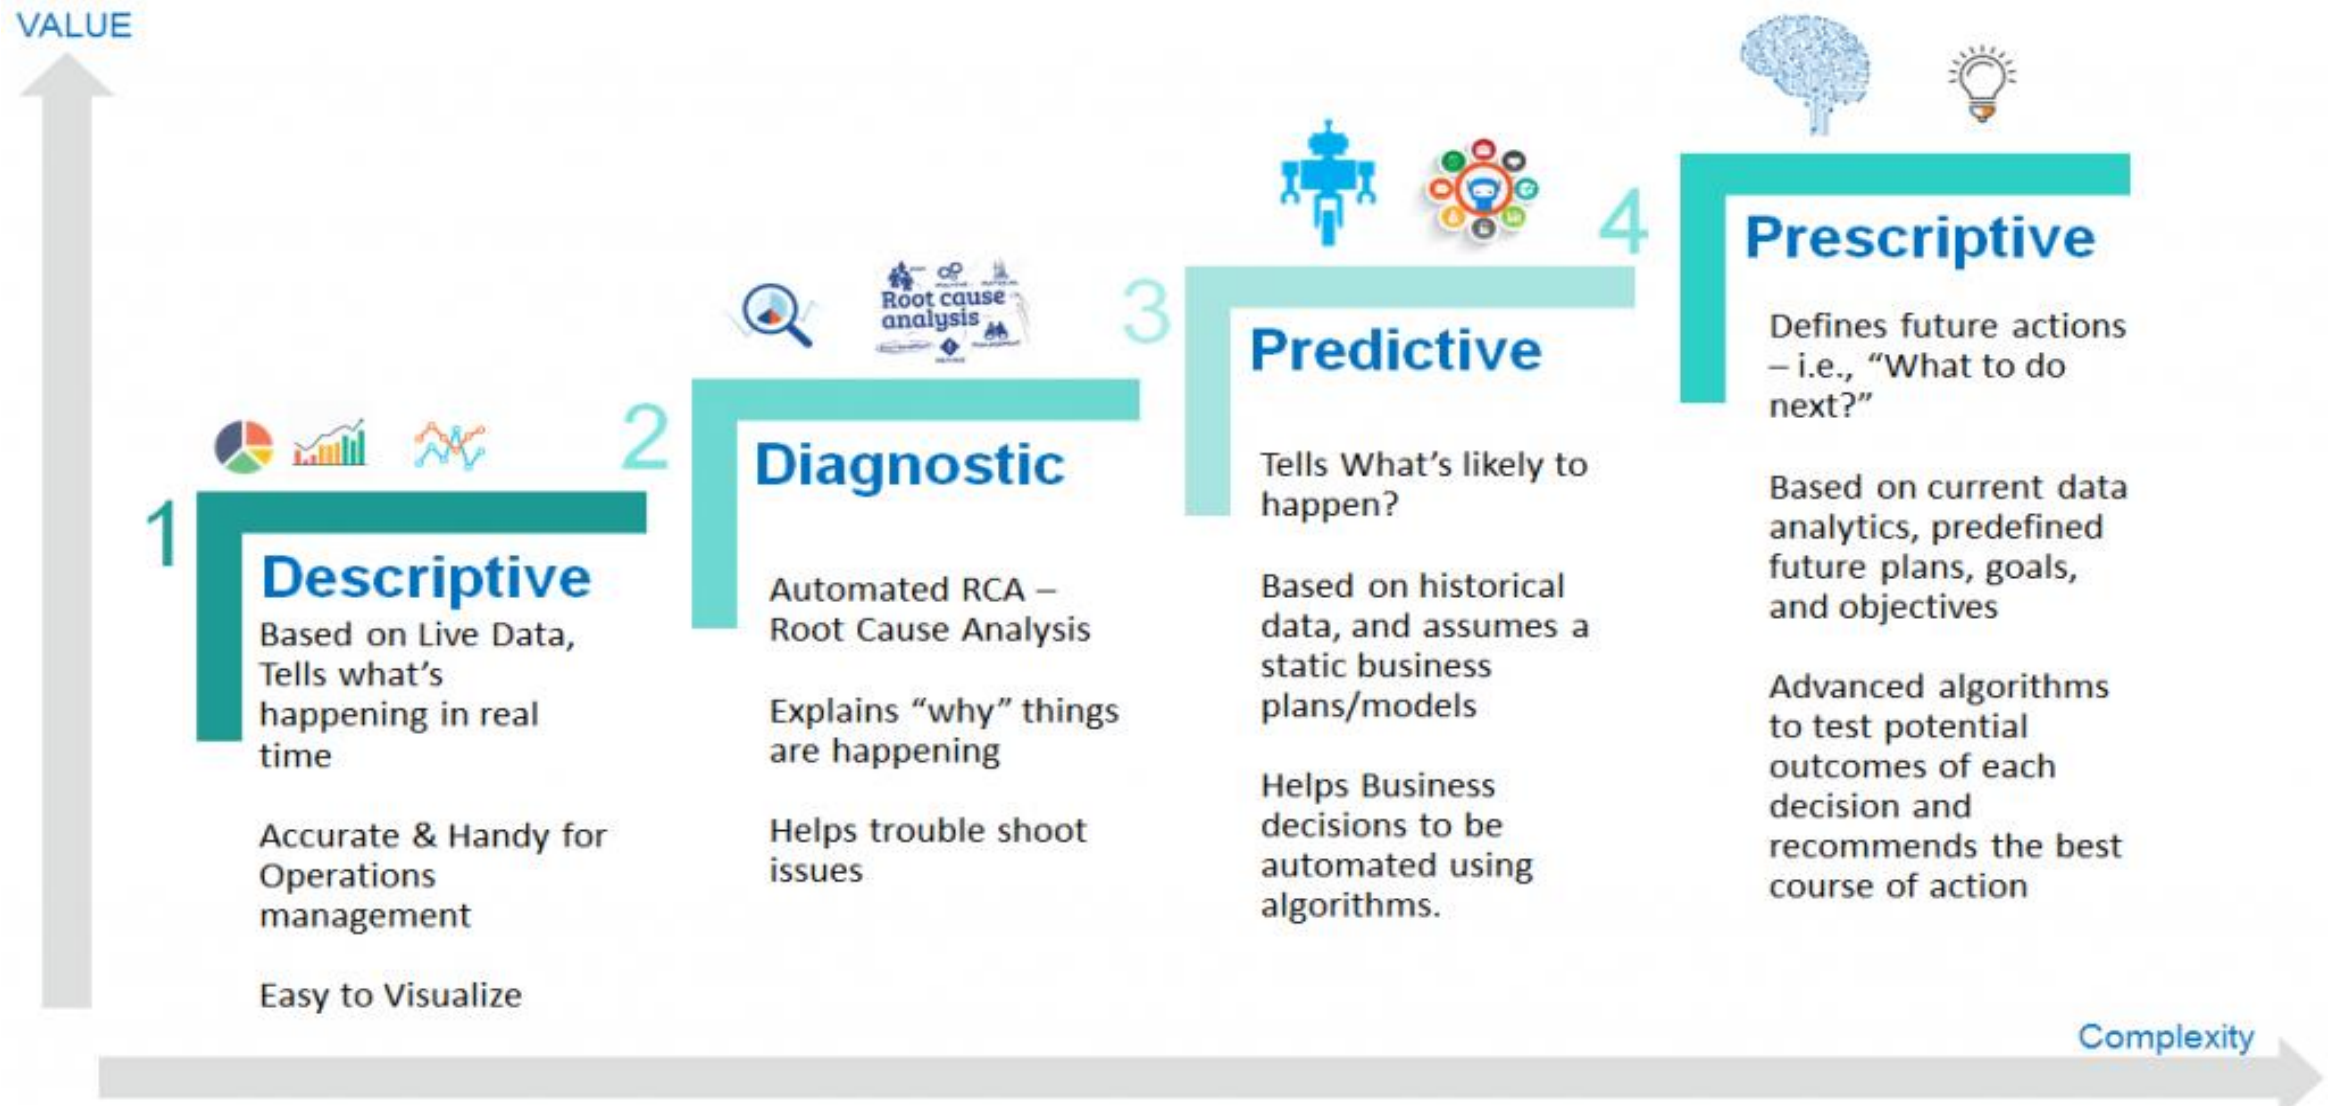 VALUE
1
Descriptive
Based on Live Data,
Tells what’s
happening in real
time
Accurate & Handy for
Operations
management
Easy to Visualize
2
Root cause
analysis
Diagnostic
Automated RCA –
Root Cause Analysis
Explains “why” things
are happening
Helps trouble shoot
issues
3
Predictive
Tells What’s likely to
happen?
Based on historical
data, and assumes a
static business
plans/models
Helps Business
decisions to be
automated using
algorithms.
4
Prescriptive
Defines future actions
– i.e., “What to do
next?”
Based on current data
analytics, predefined
future plans, goals,
and objectives
Advanced algorithms
to test potential
outcomes of each
decision and
recommends the best
course of action
Complexity